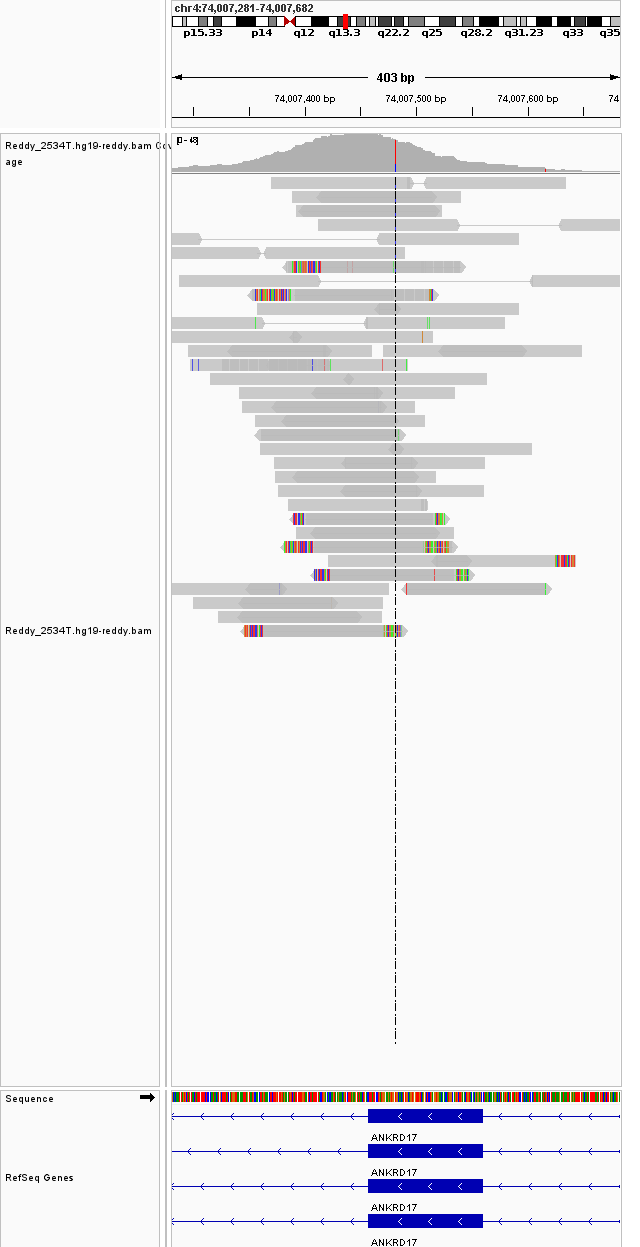 chr4:74,007,281-74,007,682
p15.33 p14 q12 q13.3 q22.2 q25 q28.2 q31.23 q33 q35
403 bp
74,007,400 bp 74,007,500 bp 74,007,600 bp 74
Reddy_2534T.hg19-reddy.bam Cov
age
Reddy_2534T.hg19-reddy.bam
Sequence
ANKRD17
ANKRD17
RefSeq Genes
ANKRD17
ANKRD17